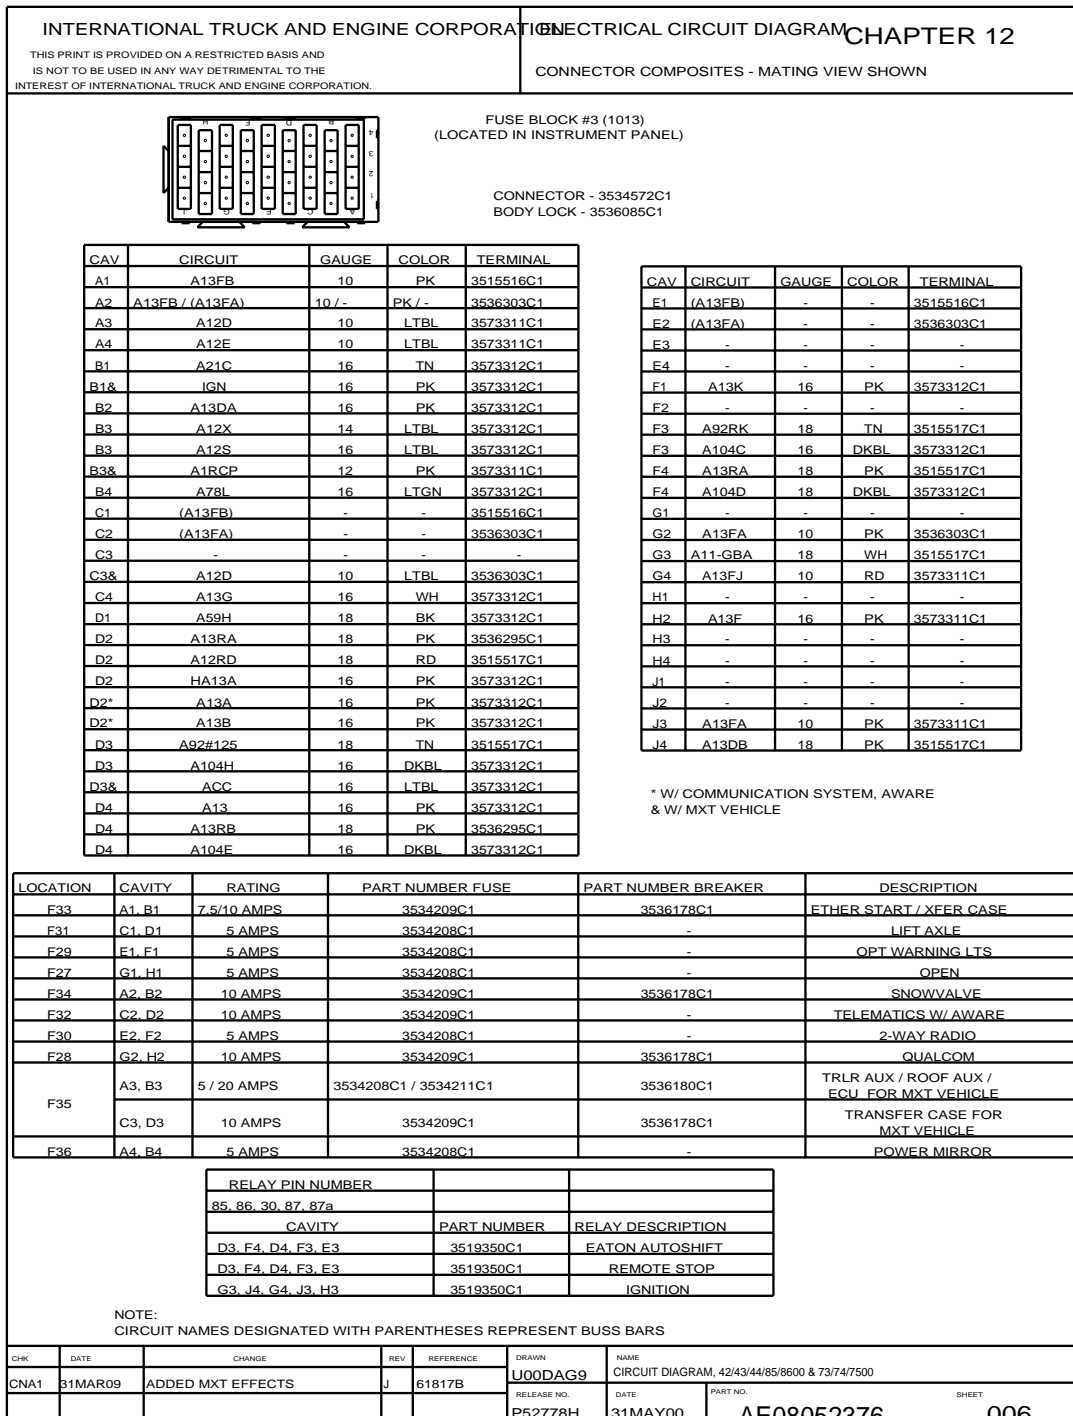 INTERNATIONAL TRUCK AND ENGINE CORPORATION
ELECTRICAL CIRCUIT DIAGRAM
CHAPTER 12
THIS PRINT IS PROVIDED ON A RESTRICTED BASIS AND
IS NOT TO BE USED IN ANY WAY DETRIMENTAL TO THE
INTEREST OF INTERNATIONAL TRUCK AND ENGINE CORPORATION.
CONNECTOR COMPOSITES - MATING VIEW SHOWN
FUSE BLOCK #3 (1013)
(LOCATED IN INSTRUMENT PANEL)
CONNECTOR - 3534572C1
BODY LOCK - 3536085C1
H F D B
4
3
2
1
J G E C A
CAV CIRCUIT GAUGE COLOR TERMINAL
A1 A13FB 10 PK 3515516C1
A2 A13FB / (A13FA) 10 / - PK / - 3536303C1
A3 A12D 10 LTBL 3573311C1
A4 A12E 10 LTBL 3573311C1
B1 A21C 16 TN 3573312C1
B1& IGN 16 PK 3573312C1
B2 A13DA 16 PK 3573312C1
B3 A12X 14 LTBL 3573312C1
B3 A12S 16 LTBL 3573312C1
B3& A1RCP 12 PK 3573311C1
B4 A78L 16 LTGN 3573312C1
C1 (A13FB) - - 3515516C1
C2 (A13FA) - - 3536303C1
C3 - - - -
C3& A12D 10 LTBL 3536303C1
C4 A13G 16 WH 3573312C1
D1 A59H 18 BK 3573312C1
D2 A13RA 18 PK 3536295C1
D2 A12RD 18 RD 3515517C1
D2 HA13A 16 PK 3573312C1
D2* A13A 16 PK 3573312C1
D2* A13B 16 PK 3573312C1
D3 A92#125 18 TN 3515517C1
D3 A104H 16 DKBL 3573312C1
D3& ACC 16 LTBL 3573312C1
D4 A13 16 PK 3573312C1
D4 A13RB 18 PK 3536295C1
D4 A104E 16 DKBL 3573312C1
CAV CIRCUIT GAUGE COLOR TERMINAL
E1 (A13FB) - - 3515516C1
E2 (A13FA) - - 3536303C1
E3 - - - -
E4 - - - -
F1 A13K 16 PK 3573312C1
F2 - - - -
F3 A92RK 18 TN 3515517C1
F3 A104C 16 DKBL 3573312C1
F4 A13RA 18 PK 3515517C1
F4 A104D 18 DKBL 3573312C1
G1 - - - -
G2 A13FA 10 PK 3536303C1
G3 A11-GBA 18 WH 3515517C1
G4 A13FJ 10 RD 3573311C1
H1 - - - -
H2 A13F 16 PK 3573311C1
H3 - - - -
H4 - - - -
J1 - - - -
J2 - - - -
J3 A13FA 10 PK 3573311C1
J4 A13DB 18 PK 3515517C1
* W/ COMMUNICATION SYSTEM, AWARE
& W/ MXT VEHICLE
LOCATION CAVITY RATING PART NUMBER FUSE PART NUMBER BREAKER DESCRIPTION
F33 A1, B1 7.5/10 AMPS 3534209C1 3536178C1 ETHER START / XFER CASE
F31 C1, D1 5 AMPS 3534208C1 - LIFT AXLE
F29 E1, F1 5 AMPS 3534208C1 - OPT WARNING LTS
F27 G1, H1 5 AMPS 3534208C1 - OPEN
F34 A2, B2 10 AMPS 3534209C1 3536178C1 SNOWVALVE
F32 C2, D2 10 AMPS 3534209C1 - TELEMATICS W/ AWARE
F30 E2, F2 5 AMPS 3534208C1 - 2-WAY RADIO
F28 G2, H2 10 AMPS 3534209C1 3536178C1 QUALCOM
F35 A3, B3 5 / 20 AMPS 3534208C1 / 3534211C1 3536180C1 TRLR AUX / ROOF AUX /
ECU FOR MXT VEHICLE
C3, D3 10 AMPS 3534209C1 3536178C1 TRANSFER CASE FOR
MXT VEHICLE
F36 A4, B4 5 AMPS 3534208C1 - POWER MIRROR
RELAY PIN NUMBER
85, 86, 30, 87, 87a
CAVITY PART NUMBER RELAY DESCRIPTION
D3, F4, D4, F3, E3 3519350C1 EATON AUTOSHIFT
D3, F4, D4, F3, E3 3519350C1 REMOTE STOP
G3, J4, G4, J3, H3 3519350C1 IGNITION
NOTE:
CIRCUIT NAMES DESIGNATED WITH PARENTHESES REPRESENT BUSS BARS
CHK DATE CHANGE REV REFERENCE DRAWN NAME
CNA1 31MAR09 ADDED MXT EFFECTS J 61817B U00DAG9 CIRCUIT DIAGRAM, 42/43/44/85/8600 & 73/74/7500
RELEASE NO. DATE PART NO. SHEET
P52778H 31MAY00 AE08052376 006